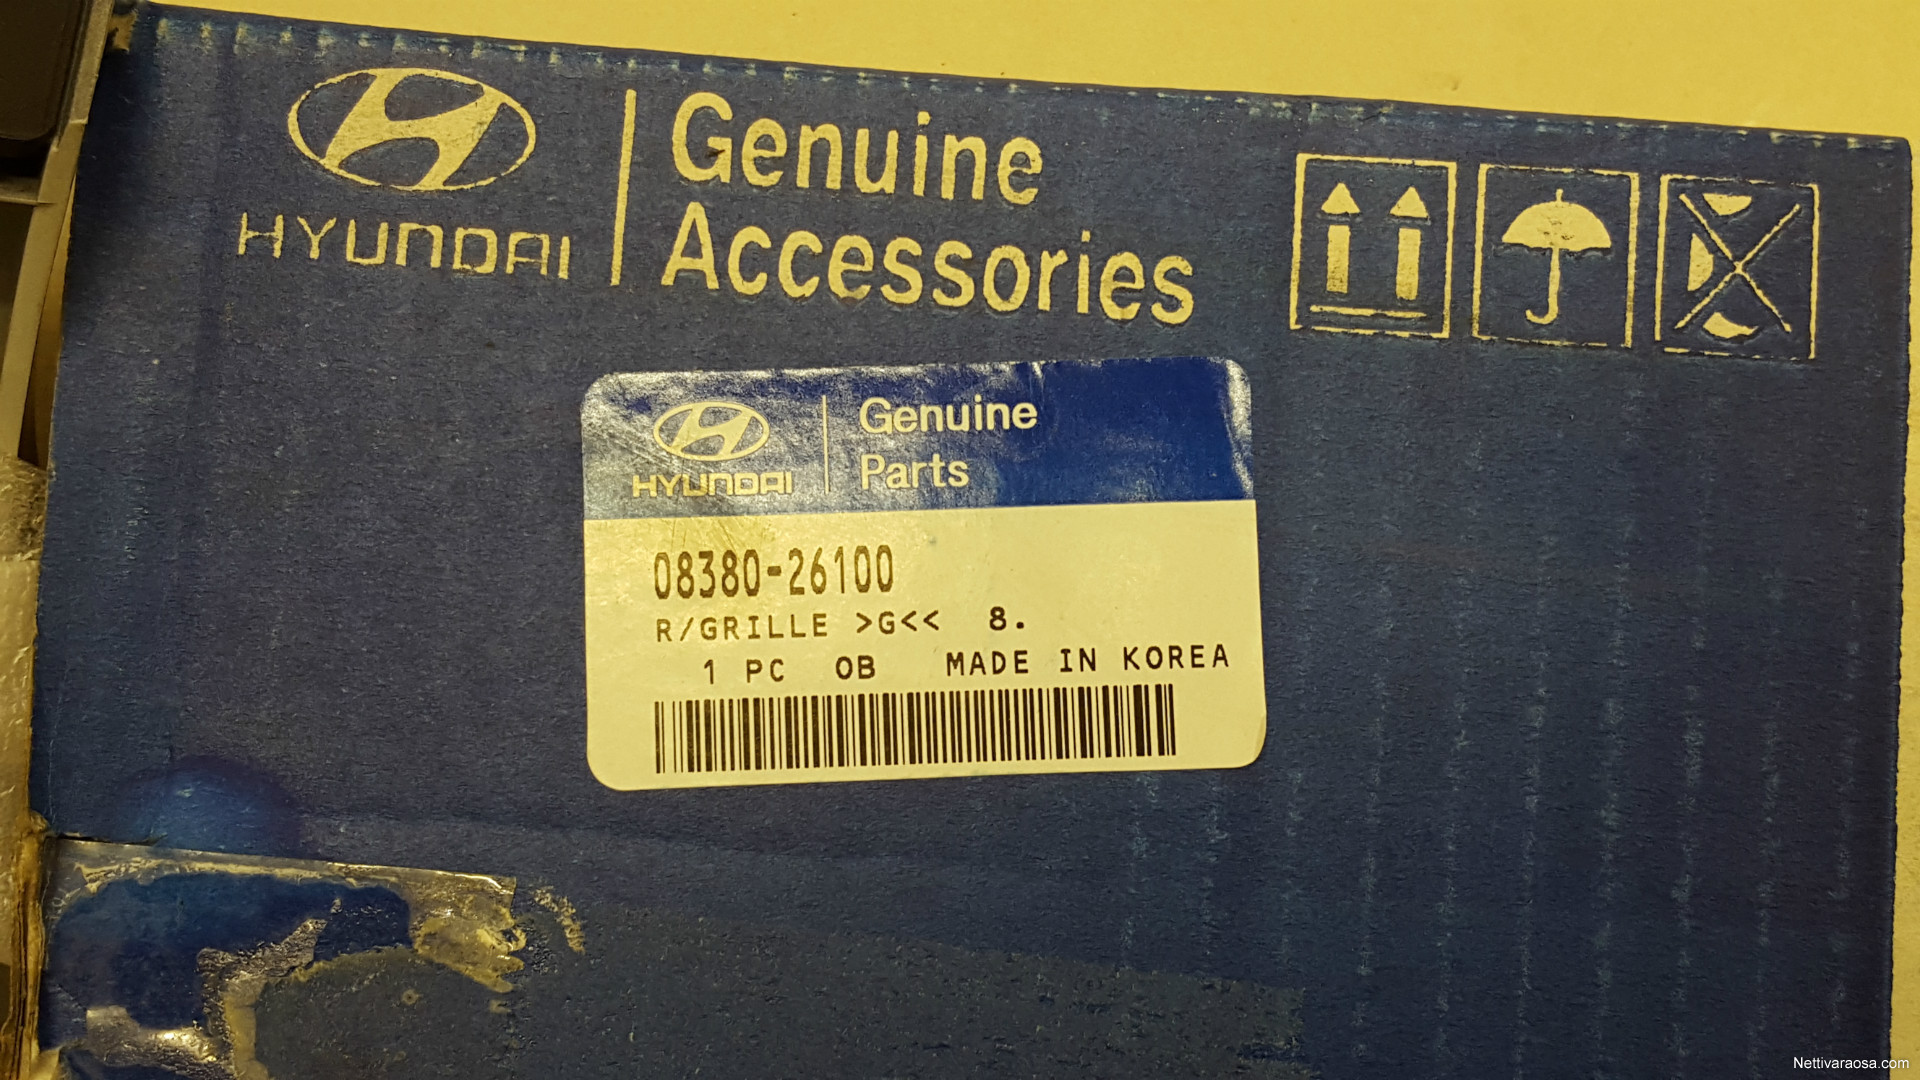 HYUNDAI
Genuine
Accessories
HYUNDAI
Genuine
Parts
08380-26100
R/GRILLE >G<< 8.
1 PC OB MADE IN KOREA
Nettivaraosa.com